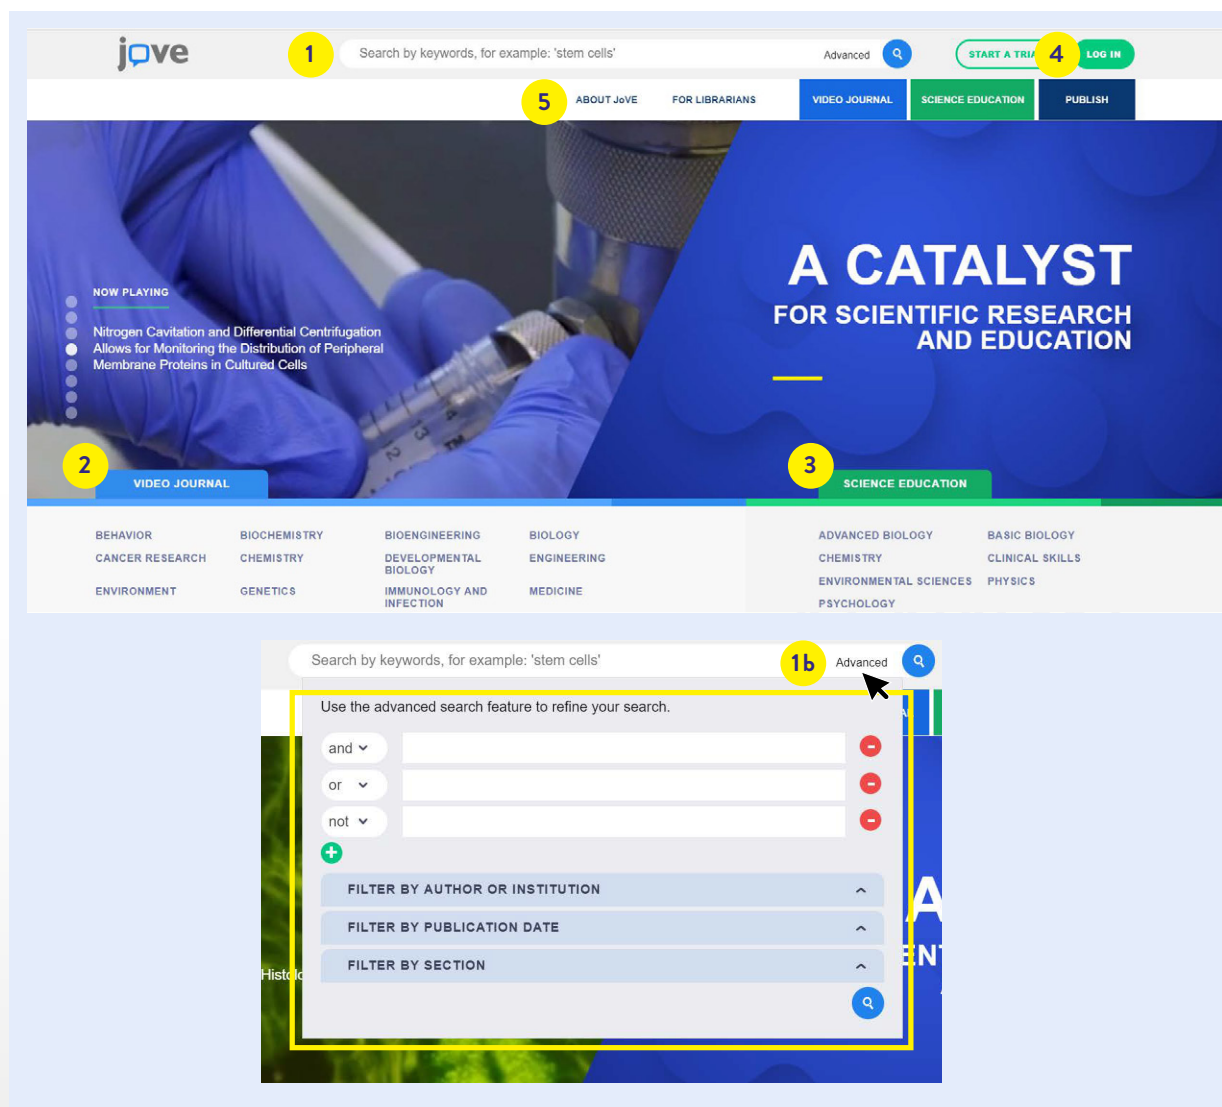 jove
1
Search by keywords, for example: 'stem cells'
Advanced
START A TRIA
4
LOG IN
5
ABOUT JoVE
FOR LIBRARIANS
VIDEO JOURNAL
SCIENCE EDUCATION
PUBLISH
A CATALYST
FOR SCIENTIFIC RESEARCH
AND EDUCATION
NOW PLAYING
Nitrogen Cavitation and Differential Centrifugation
Allows for Monitoring the Distribution of Peripheral
Membrane Proteins in Cultured Cells
2
VIDEO JOURNAL
3
SCIENCE EDUCATION
BEHAVIOR
BIOCHEMISTRY
BIOENGINEERING
BIOLOGY
CANCER RESEARCH
CHEMISTRY
DEVELOPMENTAL
BIOLOGY
ENGINEERING
ENVIRONMENT
GENETICS
IMMUNOLOGY AND
INFECTION
MEDICINE
ADVANCED BIOLOGY
BASIC BIOLOGY
CHEMISTRY
CLINICAL SKILLS
ENVIRONMENTAL SCIENCES
PHYSICS
PSYCHOLOGY
Search by keywords, for example: 'stem cells'
1b
Advanced
Use the advanced search feature to refine your search.
and
or
not
FILTER BY AUTHOR OR INSTITUTION
FILTER BY PUBLICATION DATE
FILTER BY SECTION
A
EN
Histolo